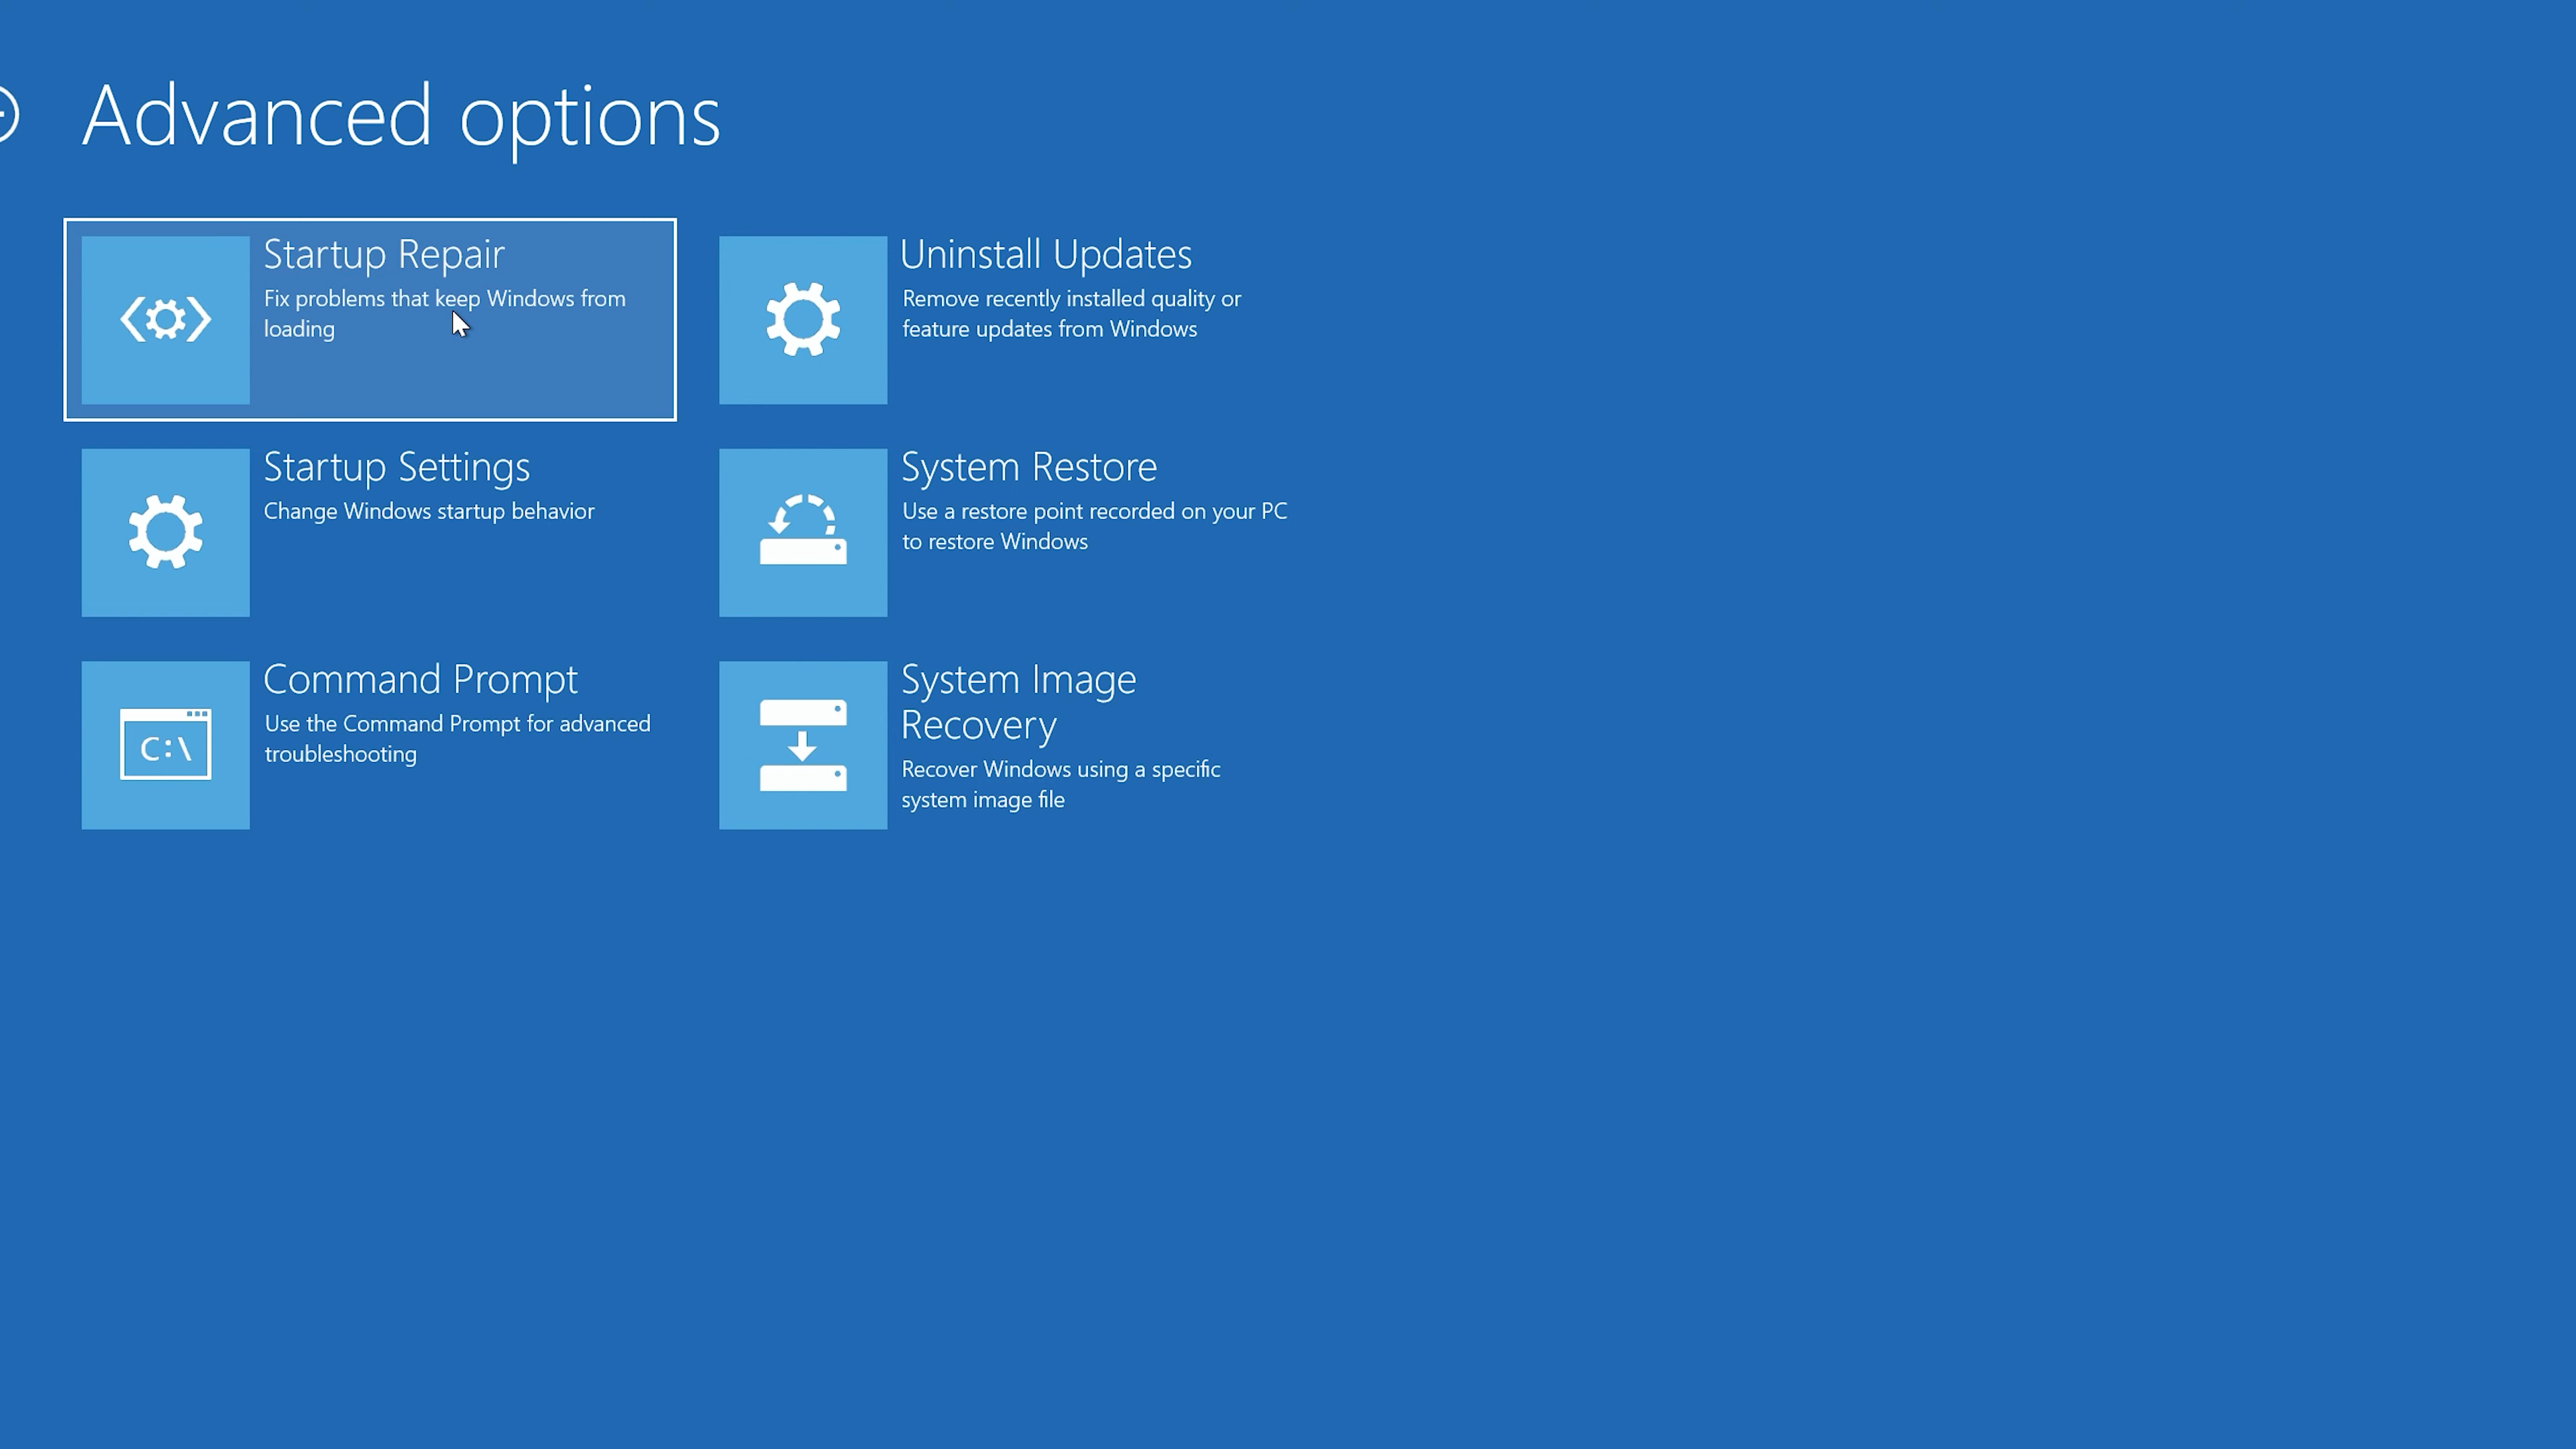 Advanced options
Startup Repair
Fix problems that keep Windows from
loading
Uninstall Updates
Remove recently installed quality or
feature updates from Windows
Startup Settings
Change Windows startup behavior
System Restore
Use a restore point recorded on your PC
to restore Windows
Command Prompt
Use the Command Prompt for advanced
troubleshooting
C:\
System Image
Recovery
Recover Windows using a specific
system image file